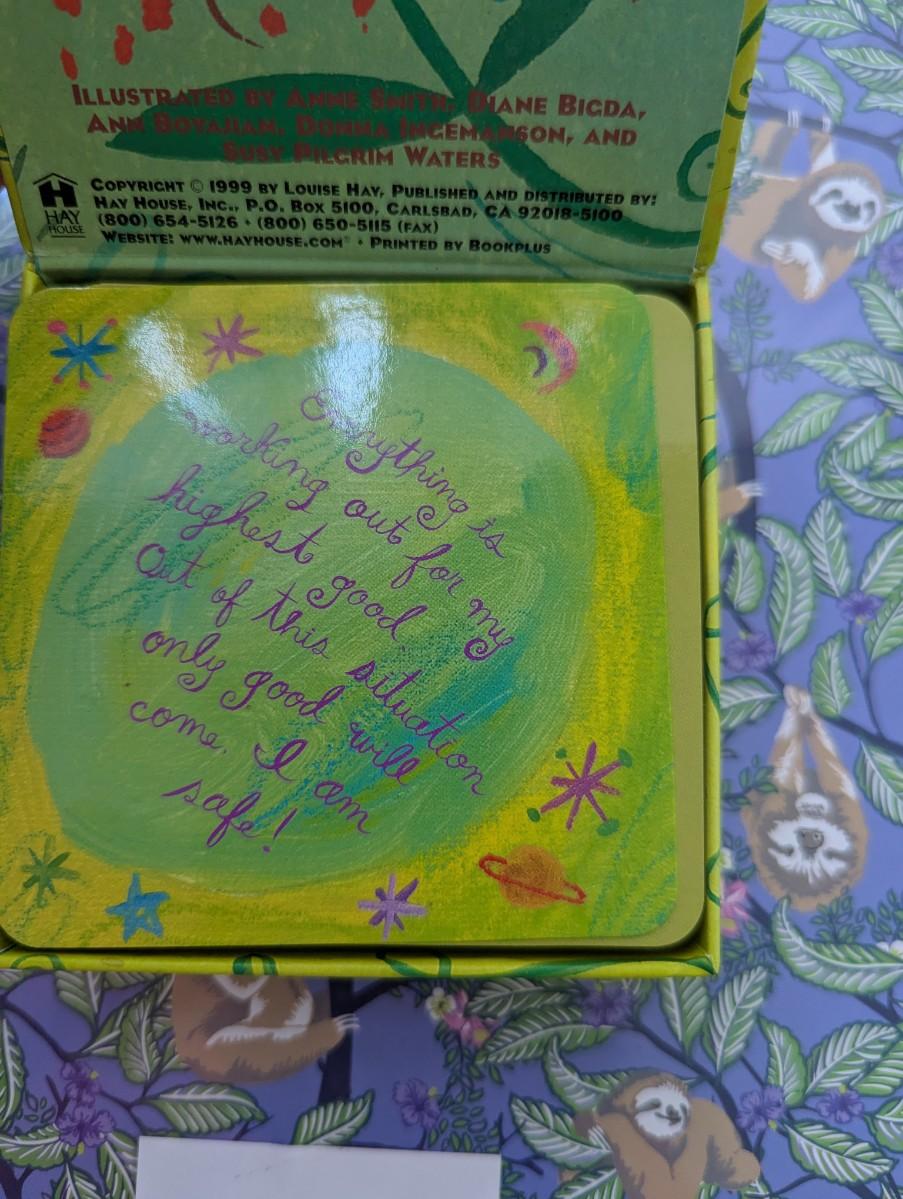 ILLUSTRATED BY ANNE SMITH, DIANE BIGDA,
ANN BOYAJIAN, DONNA INGEMANSON, AND
SUSY PILGRIM WATERS
HAY
HOUSE
COPYRIGHT © 1999 BY LOUISE HAY, PUBLISHED AND DISTRIBUTED BY:
HAY HOUSE, INC., P.O. BOX 5100, CARLSBAD, CA 92018-5100
(800) 654-5126 • (800) 650-5115 (FAX)
WEBSITE: WWW.HAYHOUSE.COM® • PRINTED BY BOOKPLUS
Everything is
working out for my
highest good
Out of this situation
only good will
come. I am
safe!